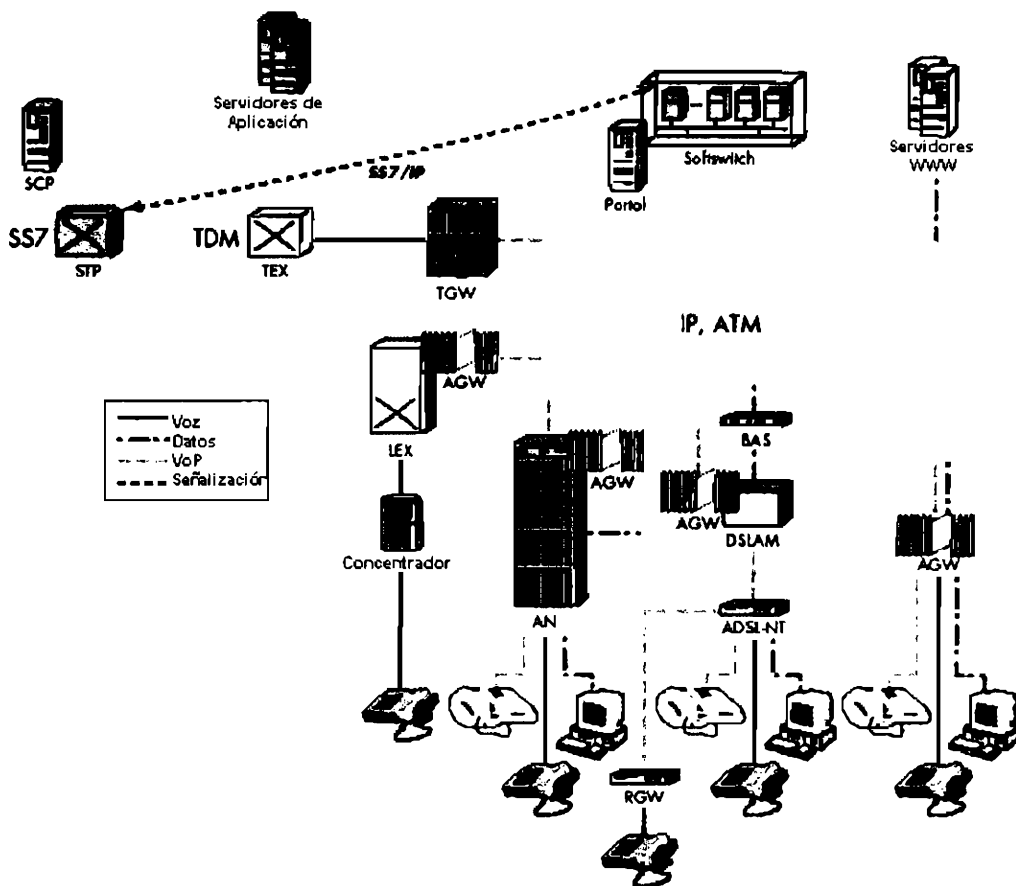 Servidores de
Aplicación
SCP
SS7/IP
Softswitch
Portol
Servidores
WWW
SS7
STP
TDM
TEX
TGW
IP, ATM
AGW
LEX
Voz
Datos
VoP
Señalización
BAS
AGW
AGW
DSLAM
AGW
Concentrador
AN
ADSL-NT
RGW